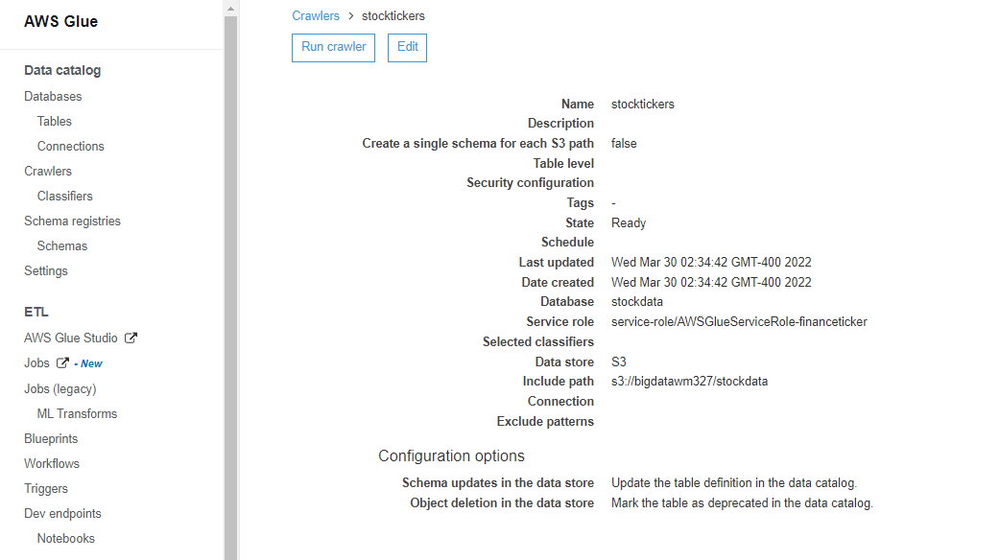 AWS Glue
Data catalog
Databases
Tables
Connections
Crawlers
Classifiers
Schema registries
Schemas
Settings
ETL
AWS Glue Studio
Jobs - New
Jobs (legacy)
ML Transforms
Blueprints
Workflows
Triggers
Dev endpoints
Notebooks
Crawlers > stocktickers
Run crawler Edit
Name stocktickers
Description
Create a single schema for each S3 path false
Table level
Security configuration
Tags -
State Ready
Schedule
Last updated Wed Mar 30 02:34:42 GMT-400 2022
Date created Wed Mar 30 02:34:42 GMT-400 2022
Database stockdata
Service role service-role/AWSGlueServiceRole-financeticker
Selected classifiers
Data store S3
Include path s3://bigdatawm327/stockdata
Connection
Exclude patterns
Configuration options
Schema updates in the data store Update the table definition in the data catalog.
Object deletion in the data store Mark the table as deprecated in the data catalog.